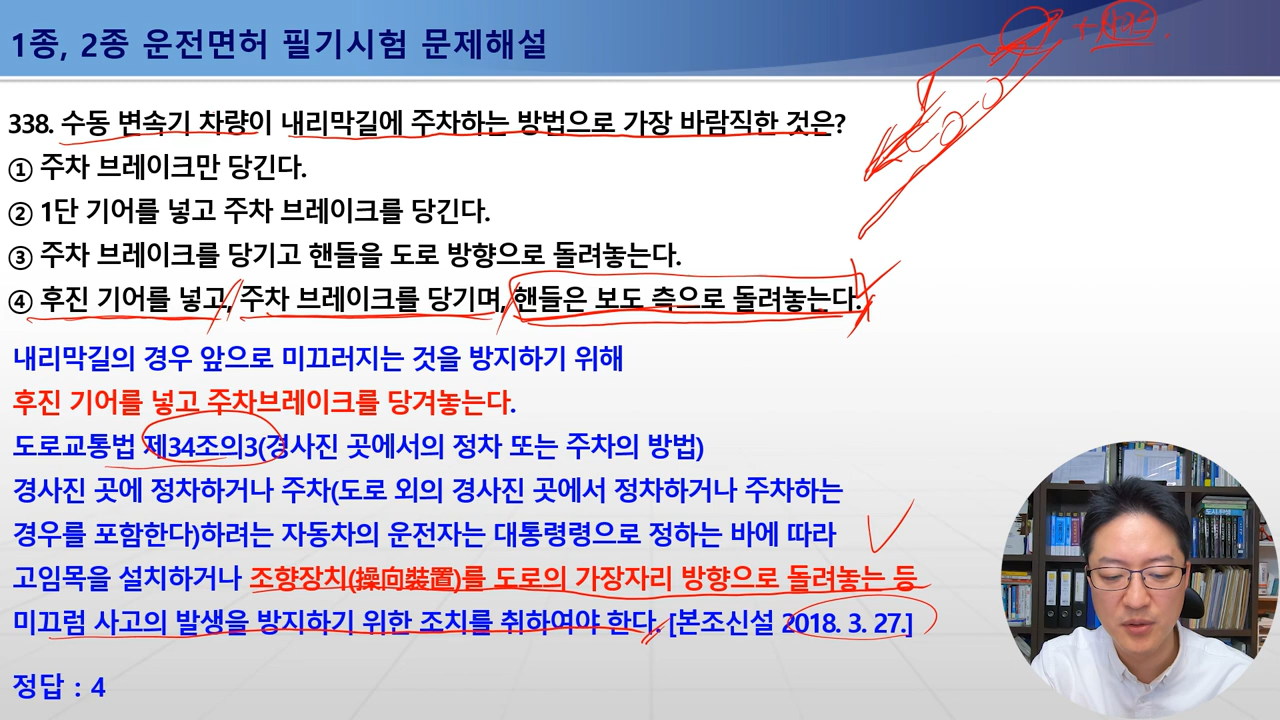 1종, 2종 운전면허 필기시험 문제해설
338. 수동 변속기 차량이 내리막길에 주차하는 방법으로 가장 바람직한 것은?
① 주차 브레이크만 당긴다.
② 1단 기어를 넣고 주차 브레이크를 당긴다.
③ 주차 브레이크를 당기고 핸들을 도로 방향으로 돌려놓는다.
④ 후진 기어를 넣고, 주차 브레이크를 당기며, 핸들은 보도 측으로 돌려놓는다.
내리막길의 경우 앞으로 미끄러지는 것을 방지하기 위해
후진 기어를 넣고 주차브레이크를 당겨놓는다.
도로교통법 제34조의3(경사진 곳에서의 정차 또는 주차의 방법)
경사진 곳에 정차하거나 주차(도로 외의 경사진 곳에서 정차하거나 주차하는
경우를 포함한다)하려는 자동차의 운전자는 대통령령으로 정하는 바에 따라
고임목을 설치하거나 조향장치(操向裝置)를 도로의 가장자리 방향으로 돌려놓는 등
미끄럼 사고의 발생을 방지하기 위한 조치를 취하여야 한다. [본조신설 2018. 3. 27.]
정답 : 4